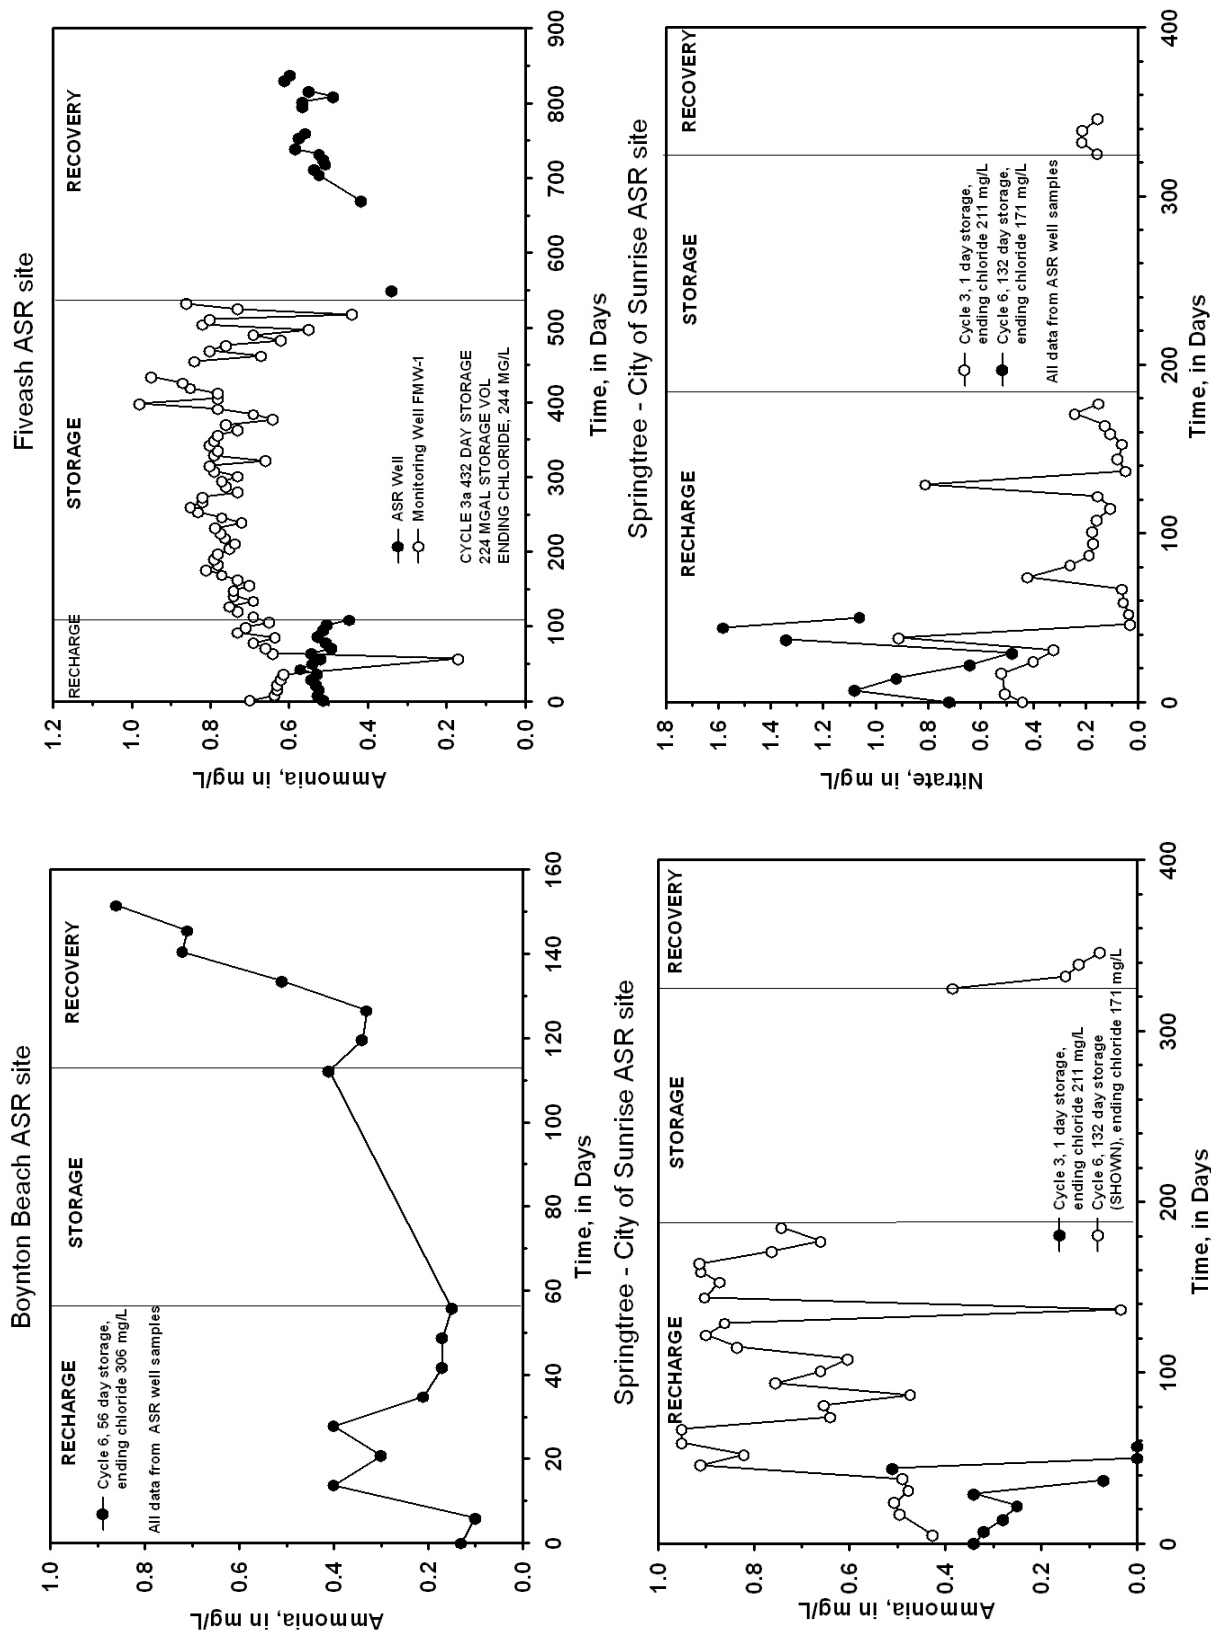 Boynton Beach ASR site
RECHARGE
STORAGE
RECOVERY
Cycle 6, 56 day storage,
ending chloride 306 mg/L
All data from ASR well samples
Ammonia, in mg/L
1.0
0.8
0.6
0.4
0.2
0.0
0
20
40
60
80
100
120
140
160
Time, in Days
Fiveash ASR site
RECHARGE
STORAGE
RECOVERY
ASR Well
Monitoring Well FMW-1
CYCLE 3a 432 DAY STORAGE
224 MGAL STORAGE VOL
ENDING CHLORIDE, 244 MG/L
Ammonia, in mg/L
1.2
1.0
0.8
0.6
0.4
0.2
0.0
0
100
200
300
400
500
600
700
800
900
Time, in Days
Springtree - City of Sunrise ASR site
RECHARGE
STORAGE
RECOVERY
Cycle 3, 1 day storage,
ending chloride 211 mg/L
Cycle 6, 132 day storage
(SHOWN), ending chloride 171 mg/L
Ammonia, in mg/L
1.0
0.8
0.6
0.4
0.2
0.0
0
100
200
300
400
Time, in Days
Springtree - City of Sunrise ASR site
RECHARGE
STORAGE
RECOVERY
Cycle 3, 1 day storage,
ending chloride 211 mg/L
Cycle 6, 132 day storage,
ending chloride 171 mg/L
All data from ASR well samples
Nitrate, in mg/L
1.8
1.6
1.4
1.2
1.0
0.8
0.6
0.4
0.2
0.0
0
100
200
300
400
Time, in Days